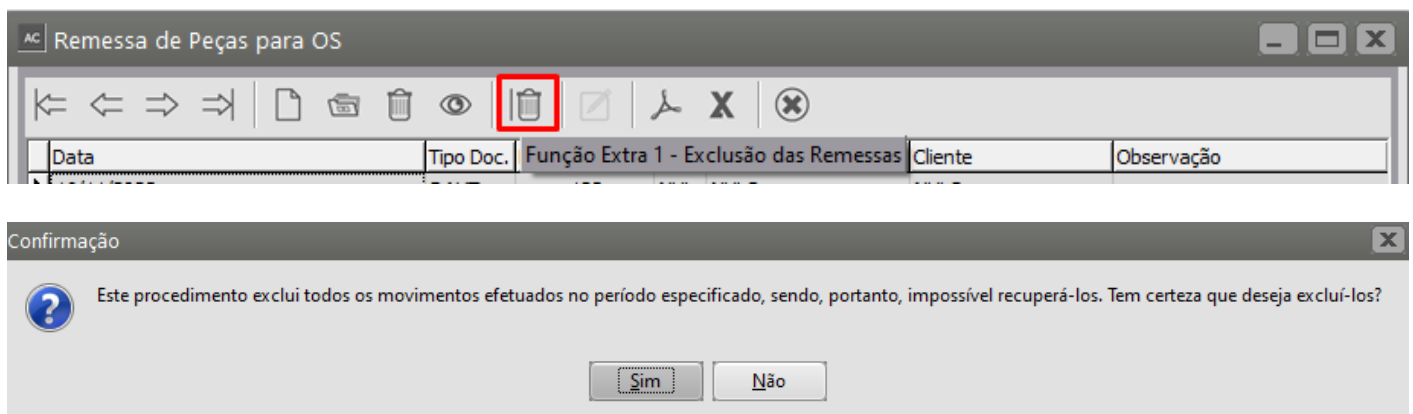 AC Remessa de Peças para OS
Data Tipo Doc. Função Extra 1 - Exclusão das Remessas Cliente Observação
Confirmação
Este procedimento exclui todos os movimentos efetuados no período especificado, sendo, portanto, impossível recuperá-los. Tem certeza que deseja excluí-los?
Sim Não